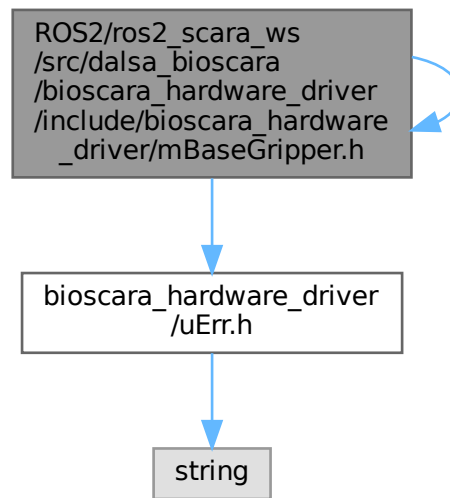 ROS2/ros2_scara_ws
/src/dalsa_bioscara
/bioscara_hardware_driver
/include/bioscara_hardware
_driver/mBaseGripper.h
bioscara_hardware_driver
/uErr.h
string